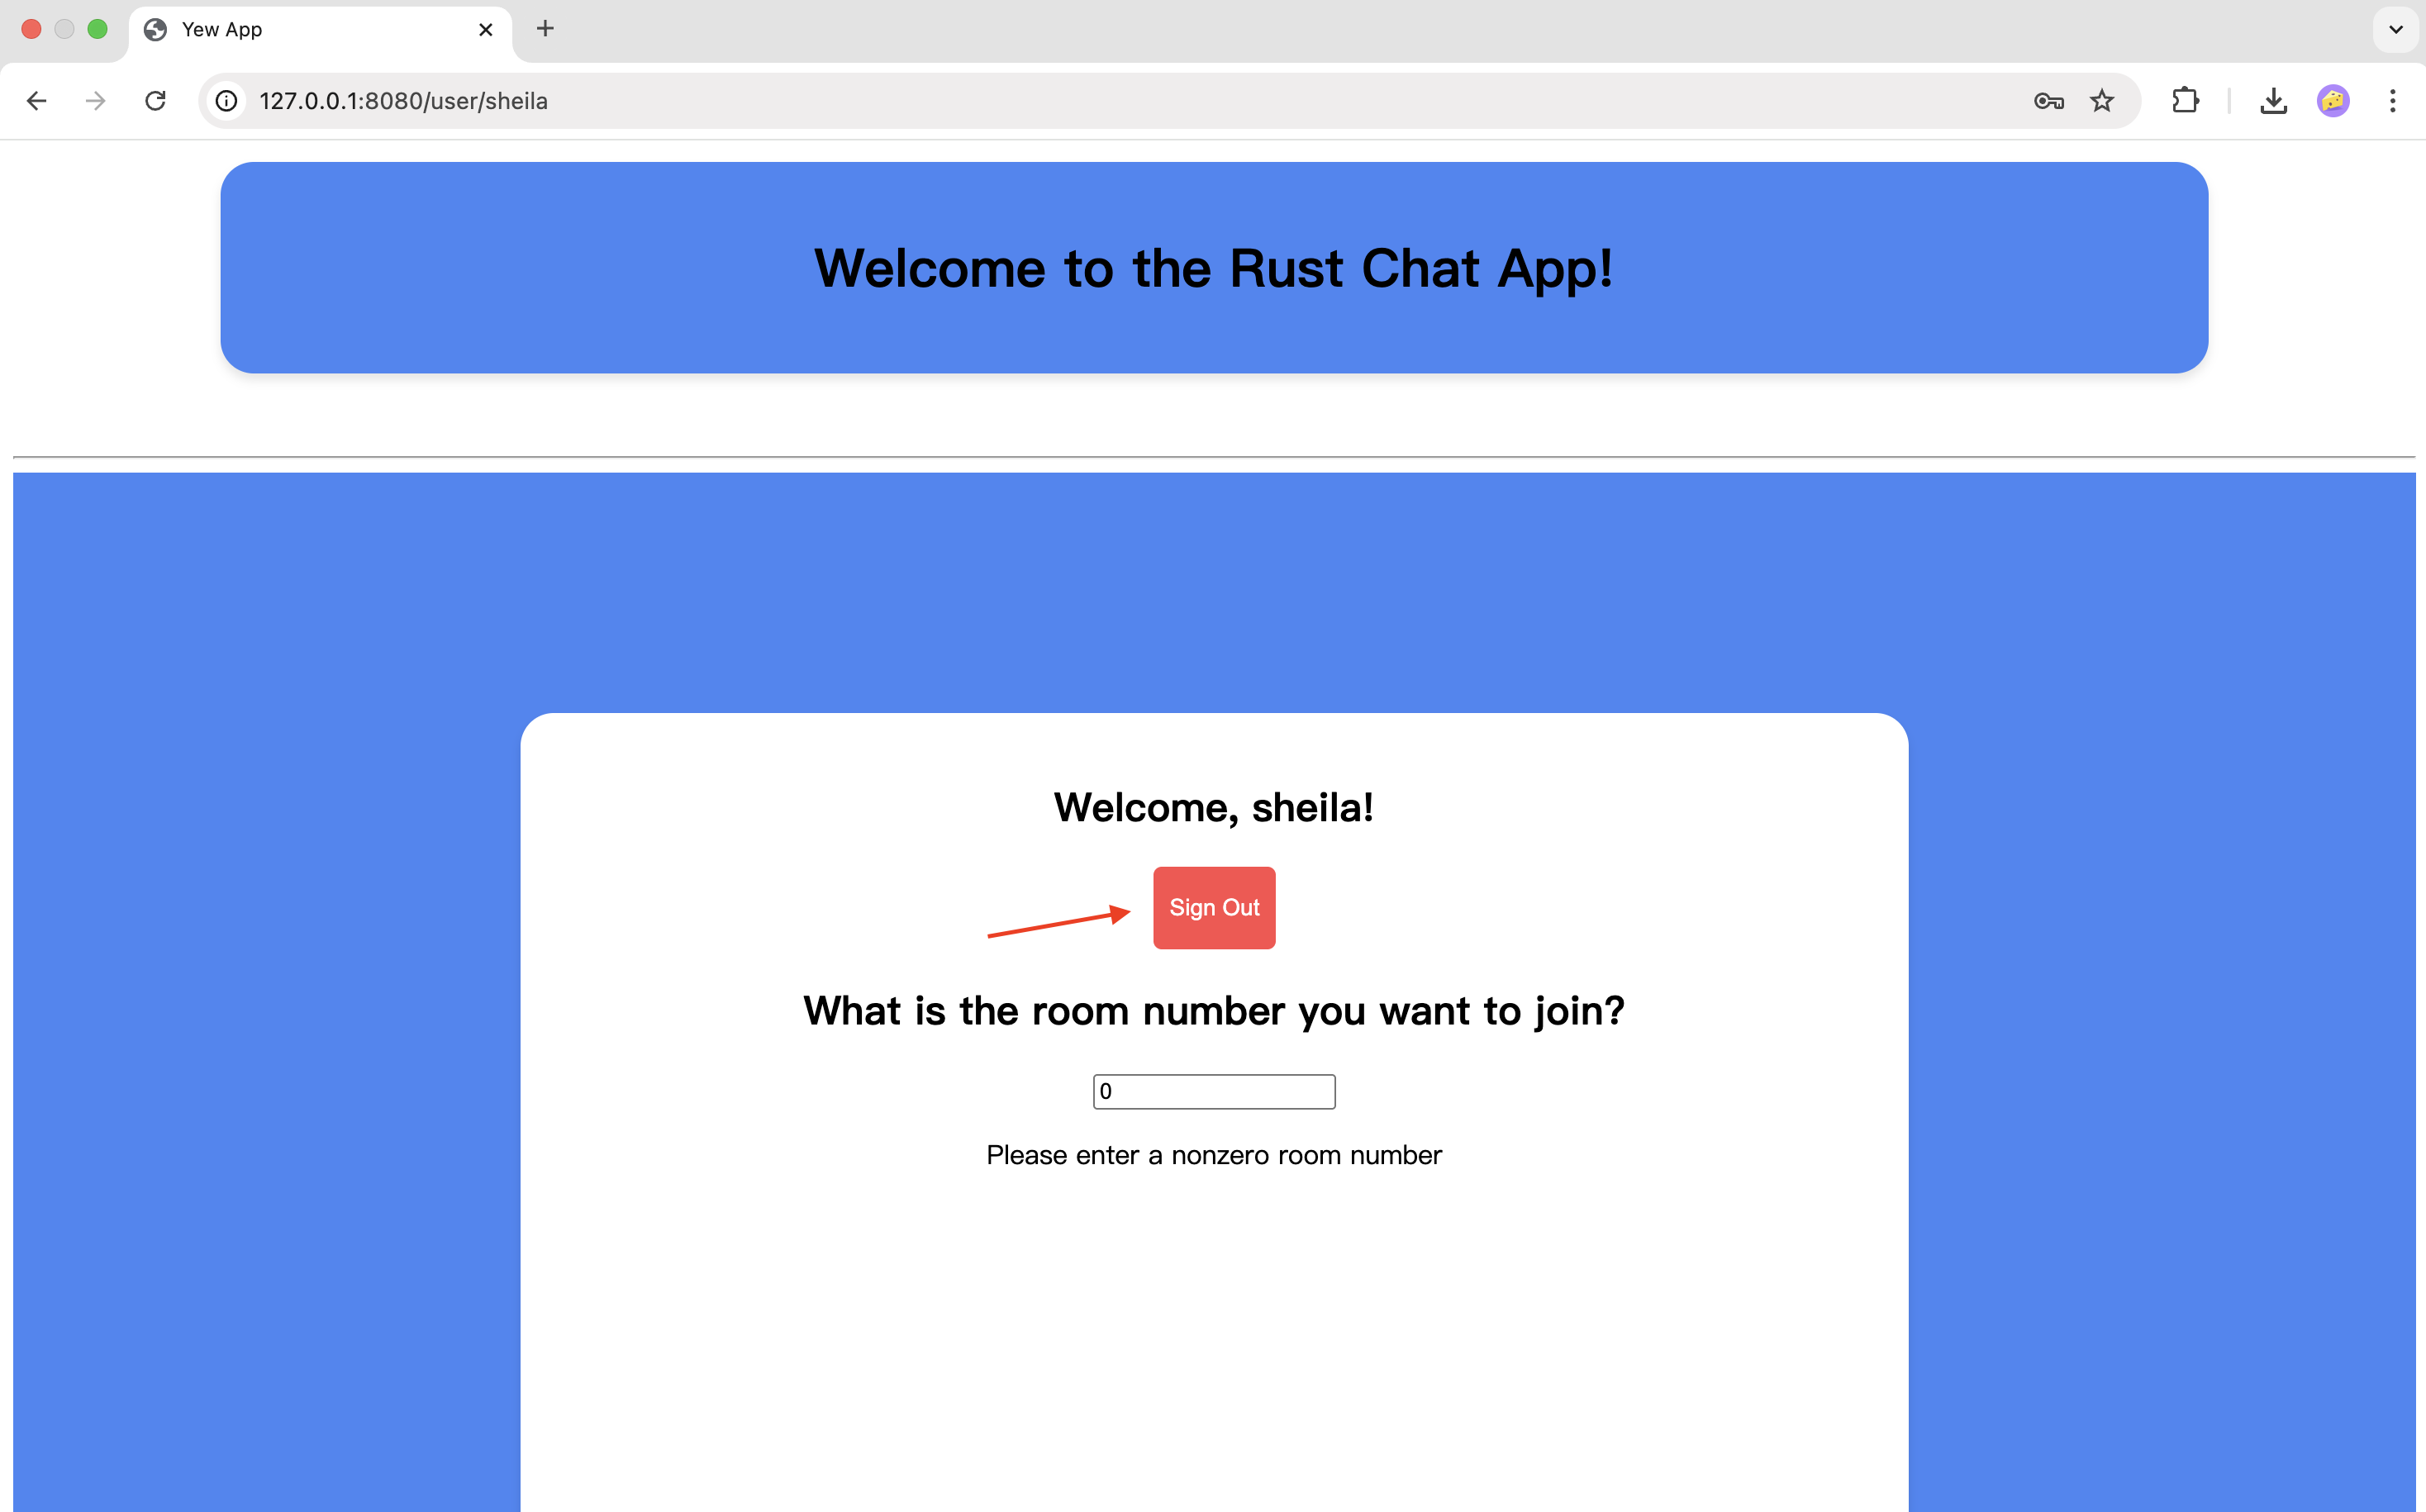 Yew App
127.0.0.1:8080/user/sheila
Welcome to the Rust Chat App!
Welcome, sheila!
Sign Out
What is the room number you want to join?
0
Please enter a nonzero room number